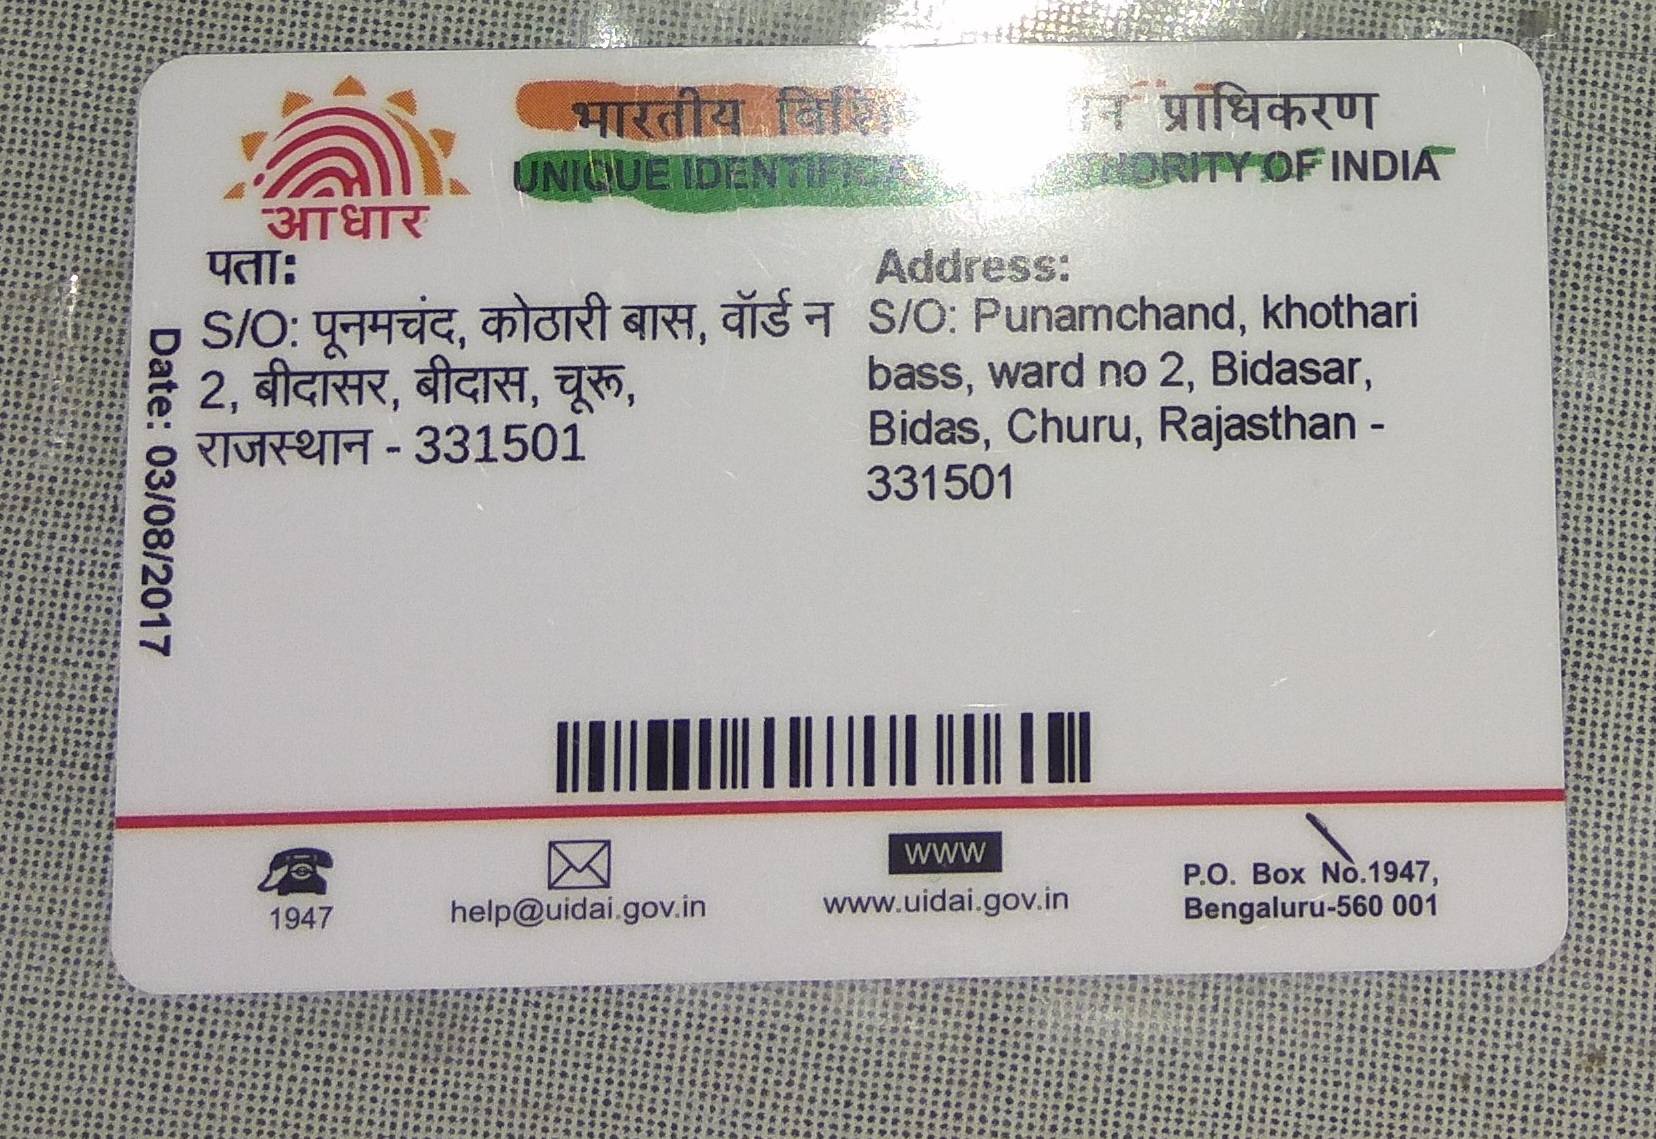 भारतीय प्राधिकरण
UNIQUE OF INDIA
आधार
पता:
S/O: पूनमचंद, कोठारी बास, वॉर्ड न
2, बीदासर, बीदास, चूरू,
राजस्थान - 331501
Address:
S/O: Punamchand, khothari
bass, ward no 2, Bidasar,
Bidas, Churu, Rajasthan -
331501
Date: 03/08/2017
1947
help@uidai.gov.in
www
www.uidai.gov.in
P.O. Box No.1947,
Bengaluru-560 001